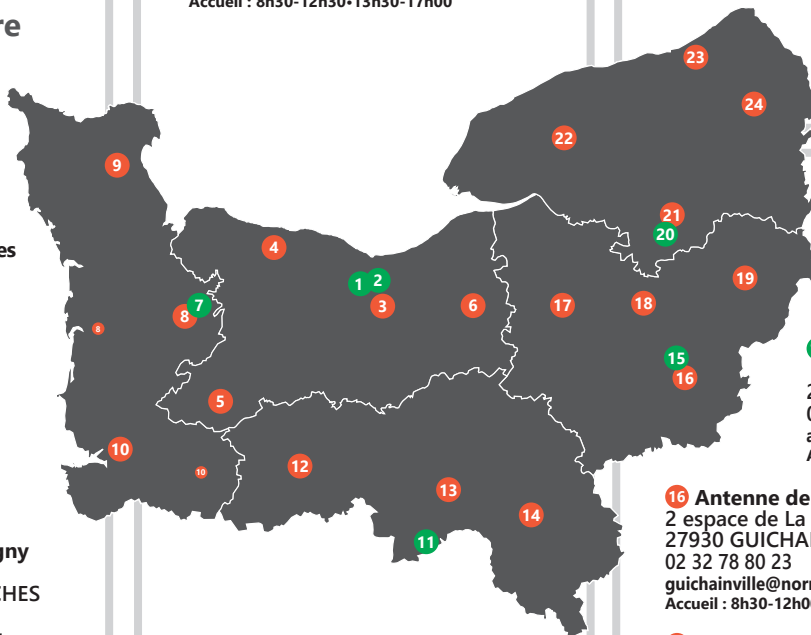 Accueil : 8h30-12h30•13h30-17h00
re
es
gny
CHES
23
24
22
9
21
20
4
19
1
2
7
8
3
6
17
18
8
15
16
5
10
10
12
13
14
11
16 Antenne de
2 espace de La
27930 GUICHAI
02 32 78 80 23
guichainville@norm
Accueil : 8h30-12h0